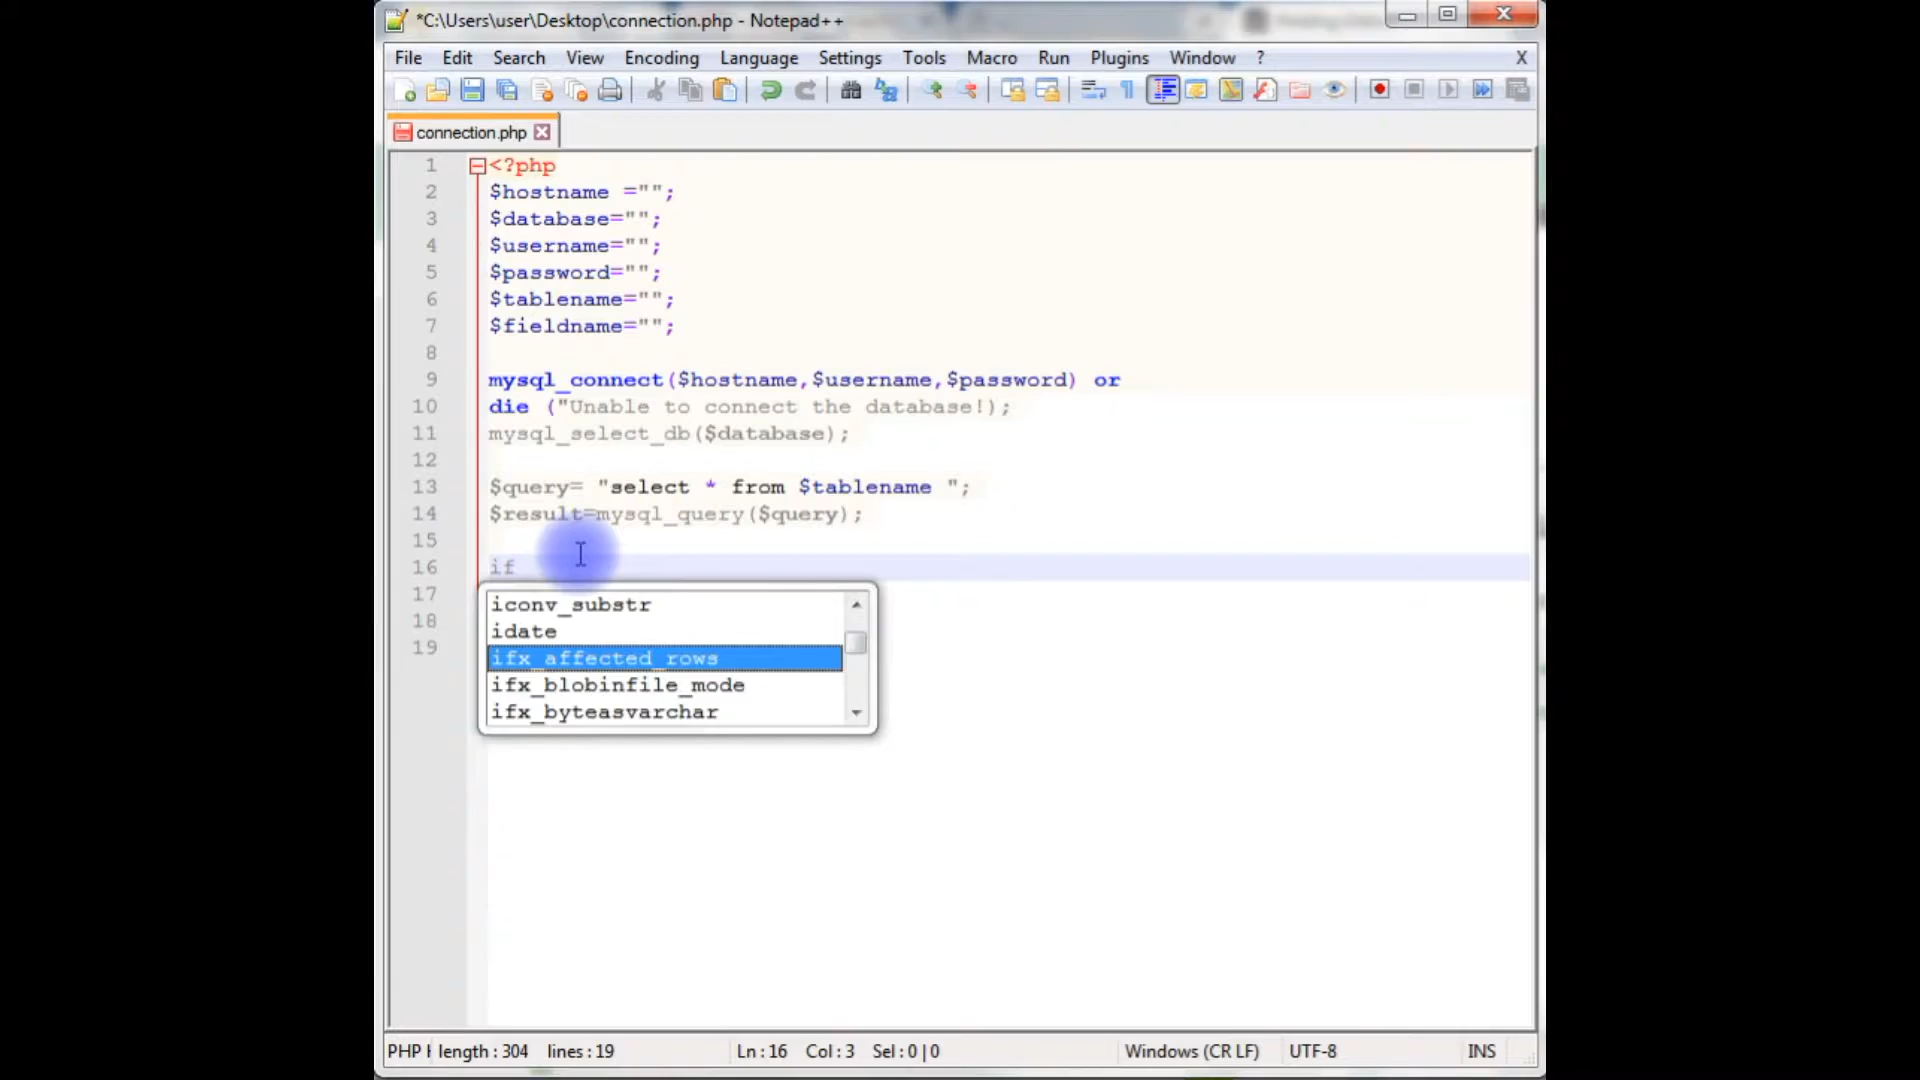 *C:\Users\user\Desktop\connection.php - Notepad++
File Edit Search View Encoding Language Settings Tools Macro Run Plugins Window ? X
connection.php
1 <?php
2 $hostname ="";
3 $database="";
4 $username="";
5 $password="";
6 $tablename="";
7 $fieldname="";
8
9 mysql_connect($hostname,$username,$password) or
10 die ("Unable to connect the database!);
11 mysql_select_db($database);
12
13 $query= "select * from $tablename ";
14 $result=mysql_query($query);
15
16 if
17
18
19
iconv_substr
idate
ifx_affected_rows
ifx_blobinfile_mode
ifx_byteasvarchar
PHP length : 304 lines : 19 Ln : 16 Col : 3 Sel : 0 | 0 Windows (CR LF) UTF-8 INS